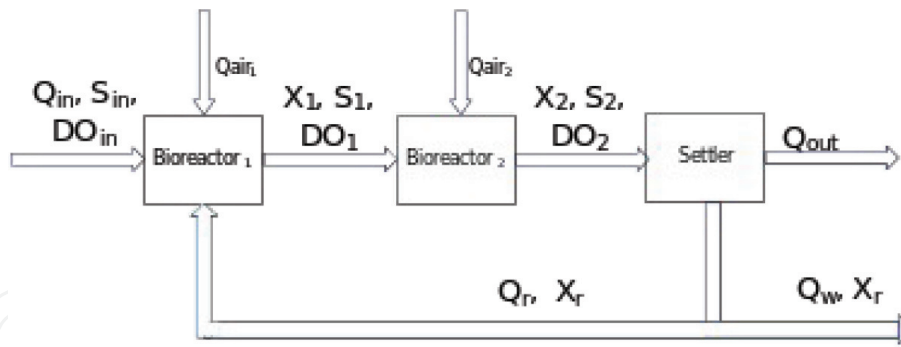 Qair₁
Qair₂
Qin, Sin,
DOin
X1, S1,
DO1
X2, S2,
DO2
Bioreactor ₁
Bioreactor ₂
Settler
Qout
Qr, Xr
Qw, Xr